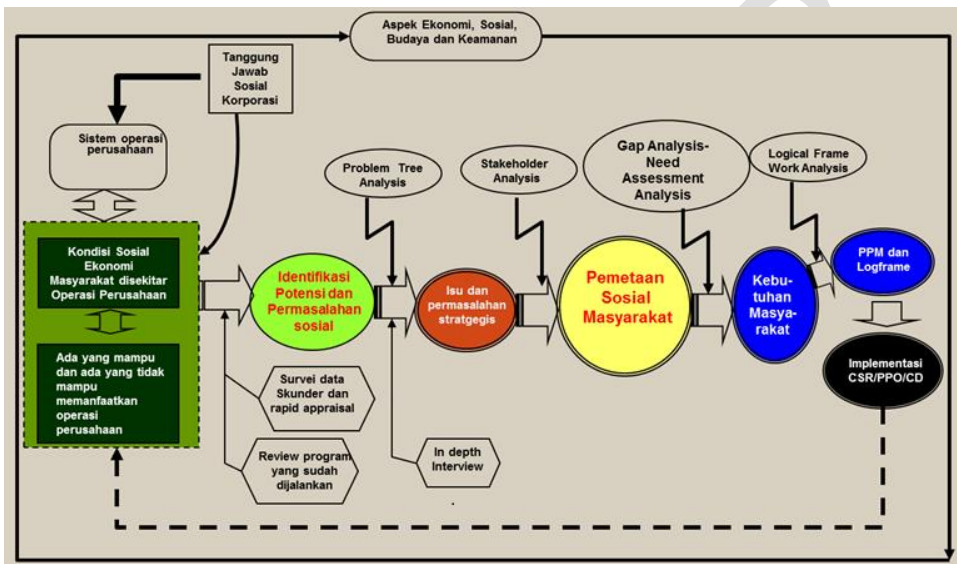 Aspek Ekonomi, Sosial,
Budaya dan Keamanan
Tanggung
Jawab
Sosial
Korporasi
Sistem operasi
perusahaan
Problem Tree
Analysis
Stakeholder
Analysis
Gap Analysis-
Need
Assessment
Analysis
Logical Frame
Work Analysis
Kondisi Sosial
Ekonomi
Masyarakat disekitar
Operasi Perusahaan
Ada yang mampu
dan ada yang tidak
mampu
memanfaatkan
operasi
perusahaan
Identifikasi
Potensi dan
Permasalahan
sosial
Isu dan
permasalahan
stratgegis
Pemetaan
Sosial
Masyarakat
Kebu-
tuhan
Masya-
rakat
PPM dan
Logframe
Implementasi
CSR/PPO/CD
Survei data
Skunder dan
rapid appraisal
Review program
yang sudah
dijalankan
In depth
Interview
.